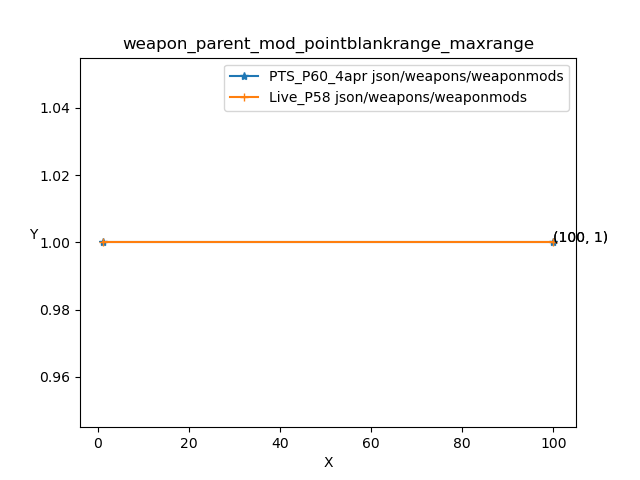 weapon_parent_mod_pointblankrange_maxrange
PTS_P60_4apr json/weapons/weaponmods
Live_P58 json/weapons/weaponmods
1.04
1.02
Y
1.00
(100, 1)
0.98
0.96
0
20
40
60
80
100
X